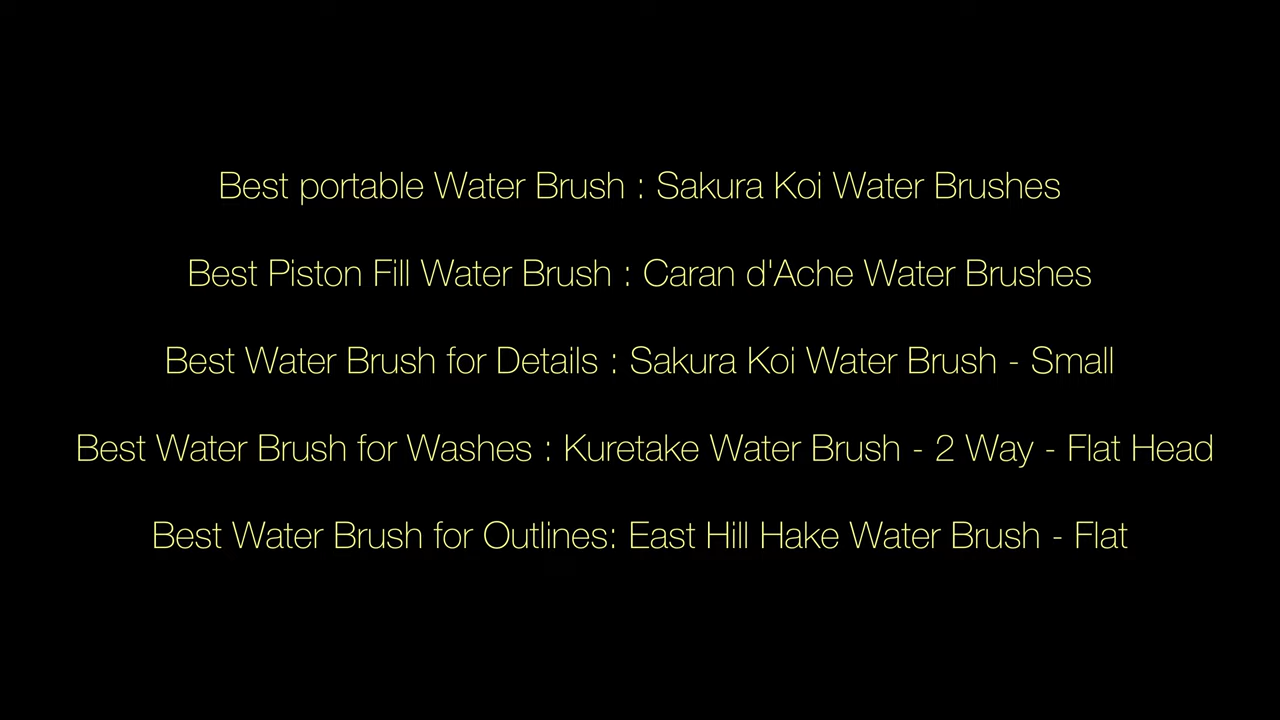 Best portable Water Brush : Sakura Koi Water Brushes
Best Piston Fill Water Brush : Caran d'Ache Water Brushes
Best Water Brush for Details : Sakura Koi Water Brush - Small
Best Water Brush for Washes : Kuretake Water Brush - 2 Way - Flat Head
Best Water Brush for Outlines: East Hill Hake Water Brush - Flat